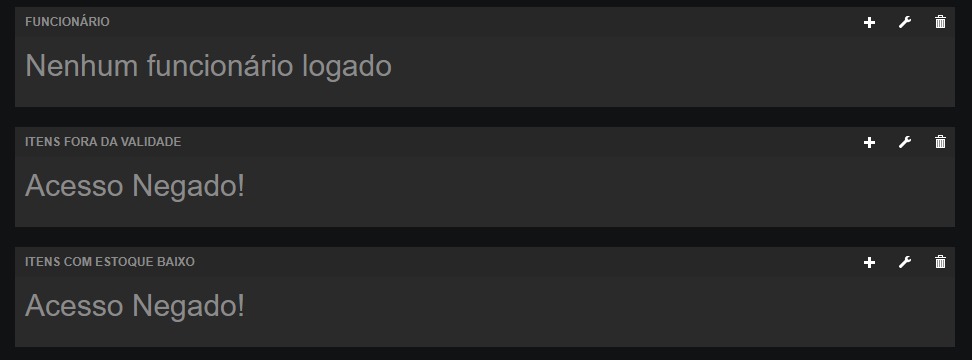 FUNCIONÁRIO
Nenhum funcionário logado
ITENS FORA DA VALIDADE
Acesso Negado!
ITENS COM ESTOQUE BAIXO
Acesso Negado!